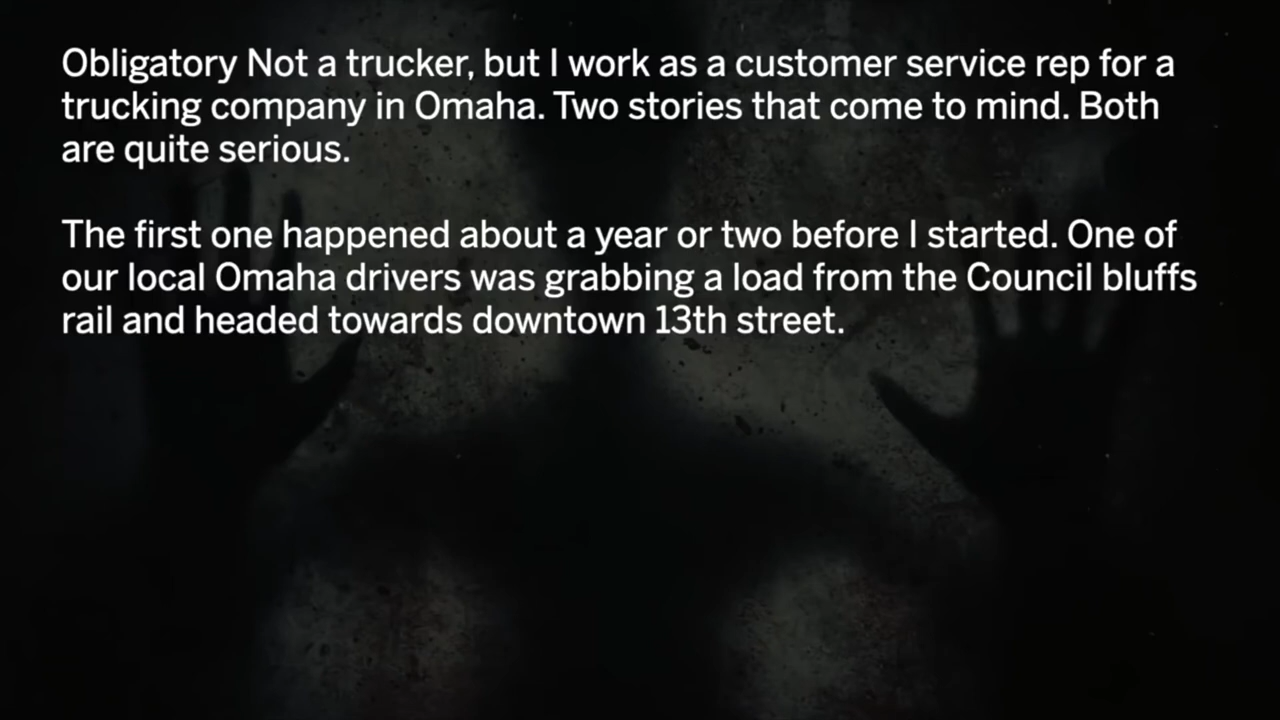 Obligatory Not a trucker, but I work as a customer service rep for a
trucking company in Omaha. Two stories that come to mind. Both
are quite serious.
The first one happened about a year or two before I started. One of
our local Omaha drivers was grabbing a load from the Council bluffs
rail and headed towards downtown 13th street.